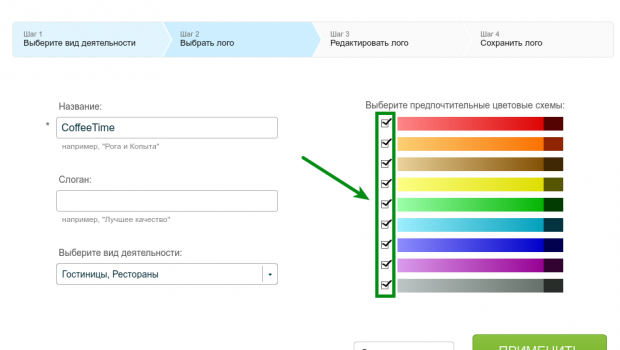 Шаг 1
Выберите вид деятельности
Шаг 2
Выбрать лого
Шаг 3
Редактировать лого
Шаг 4
Сохранить лого
Название:
* CoffeeTime
например, "Рога и Копыта"
Слоган:
например, "Лучшее качество"
Выберите вид деятельности:
Гостиницы, Рестораны
Выберите предпочтительные цветовые схемы:
ПРИМЕНИТЬ